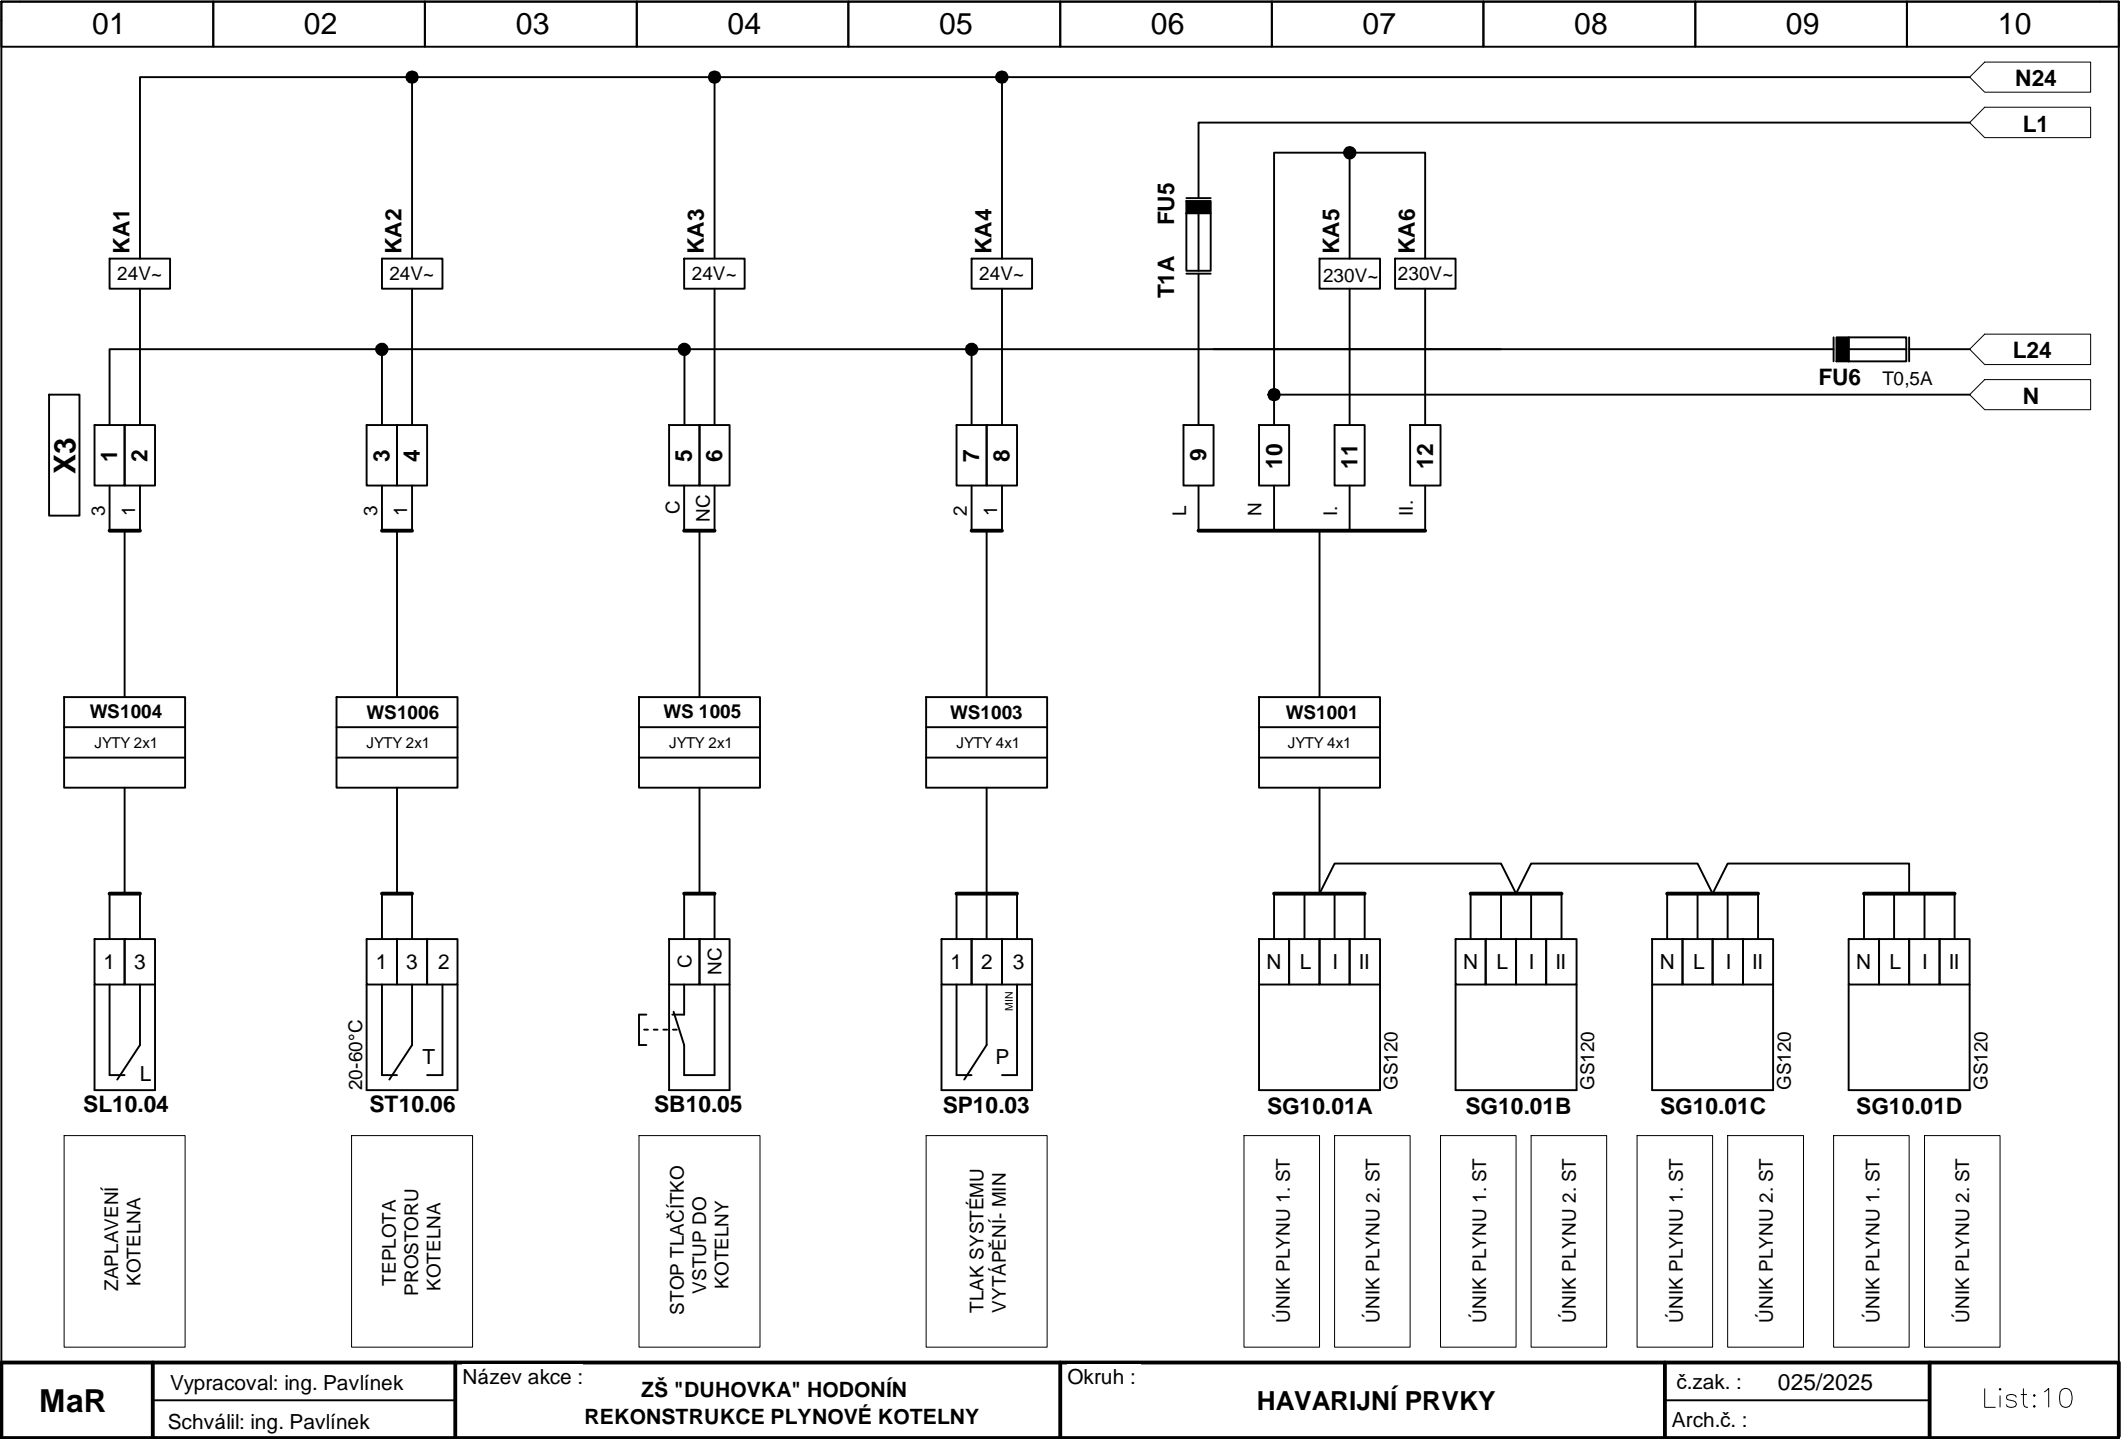 01 02 03 04 05 06 07 08 09 10
N24
L1
KA1 KA2 KA3 KA4 FU5 KA5 KA6
24V~ 24V~ 24V~ 24V~ T1A 230V~ 230V~
L24
FU6 T0,5A
N
X3 1 2 3 4 5 6 7 8 9 10 11 12
3 1 3 1 C NC 2 1 L N I. II.
WS1004 WS1006 WS 1005 WS1003 WS1001
JYTY 2x1 JYTY 2x1 JYTY 2x1 JYTY 4x1 JYTY 4x1
1 3 1 3 2 C NC 1 2 3 N L I II N L I II N L I II N L I II
MIN
L 20-60°C T P GS120 GS120 GS120 GS120
SL10.04 ST10.06 SB10.05 SP10.03 SG10.01A SG10.01B SG10.01C SG10.01D
ZAPLAVENÍ
KOTELNA
TEPLOTA
PROSTORU
KOTELNA
STOP TLAČÍTKO
VSTUP DO
KOTELNY
TLAK SYSTÉMU
VYTÁPĚNÍ- MIN
ÚNIK PLYNU 1. ST
ÚNIK PLYNU 2. ST
ÚNIK PLYNU 1. ST
ÚNIK PLYNU 2. ST
ÚNIK PLYNU 1. ST
ÚNIK PLYNU 2. ST
ÚNIK PLYNU 1. ST
ÚNIK PLYNU 2. ST
MaR
Vypracoval: ing. Pavlínek
Schválil: ing. Pavlínek
Název akce :
ZŠ "DUHOVKA" HODONÍN
REKONSTRUKCE PLYNOVÉ KOTELNY
Okruh :
HAVARIJNÍ PRVKY
č.zak. : 025/2025
Arch.č. :
List:10